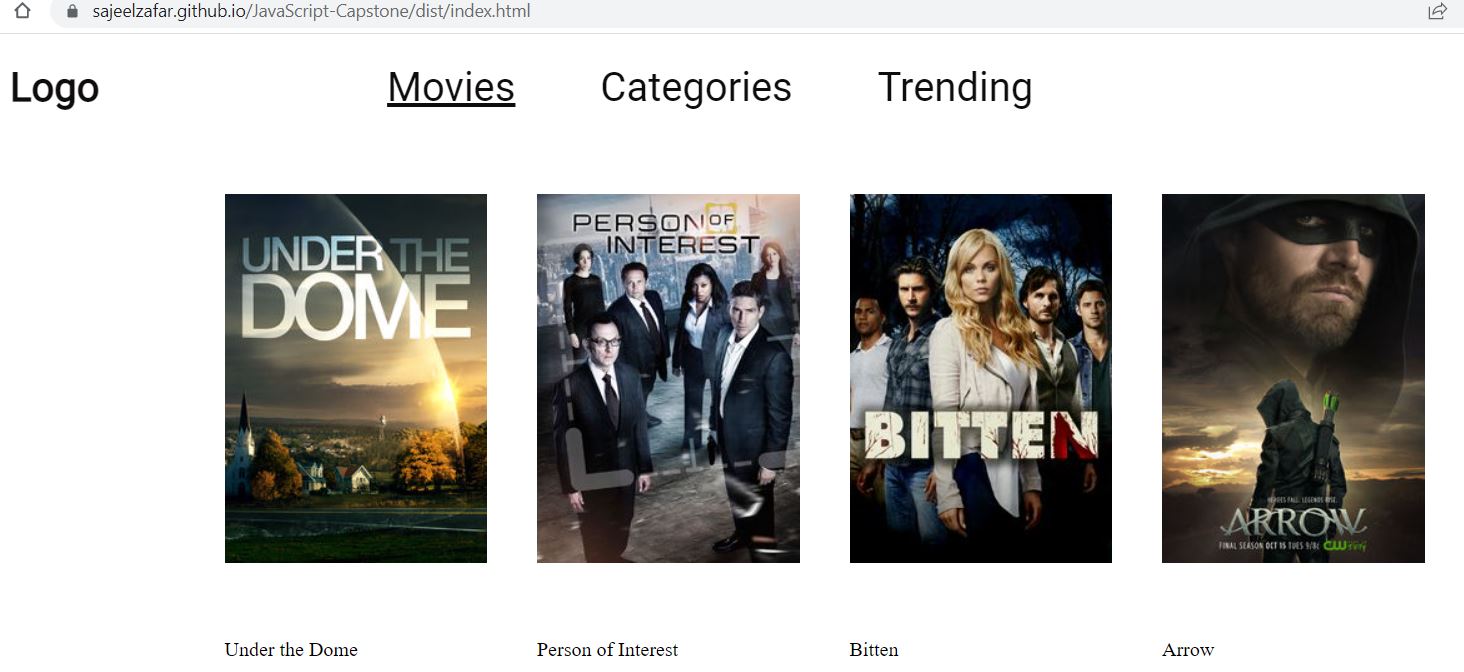 sajeelzafar.github.io/JavaScript-Capstone/dist/index.html
Logo Movies Categories Trending
UNDER THE
DOME
PERSON OF
INTEREST
BITTEN
HEROES FALL. LEGENDS RISE.
ARROW
FINAL SEASON OCT 15 TUES 9/8c CW
Under the Dome Person of Interest Bitten Arrow